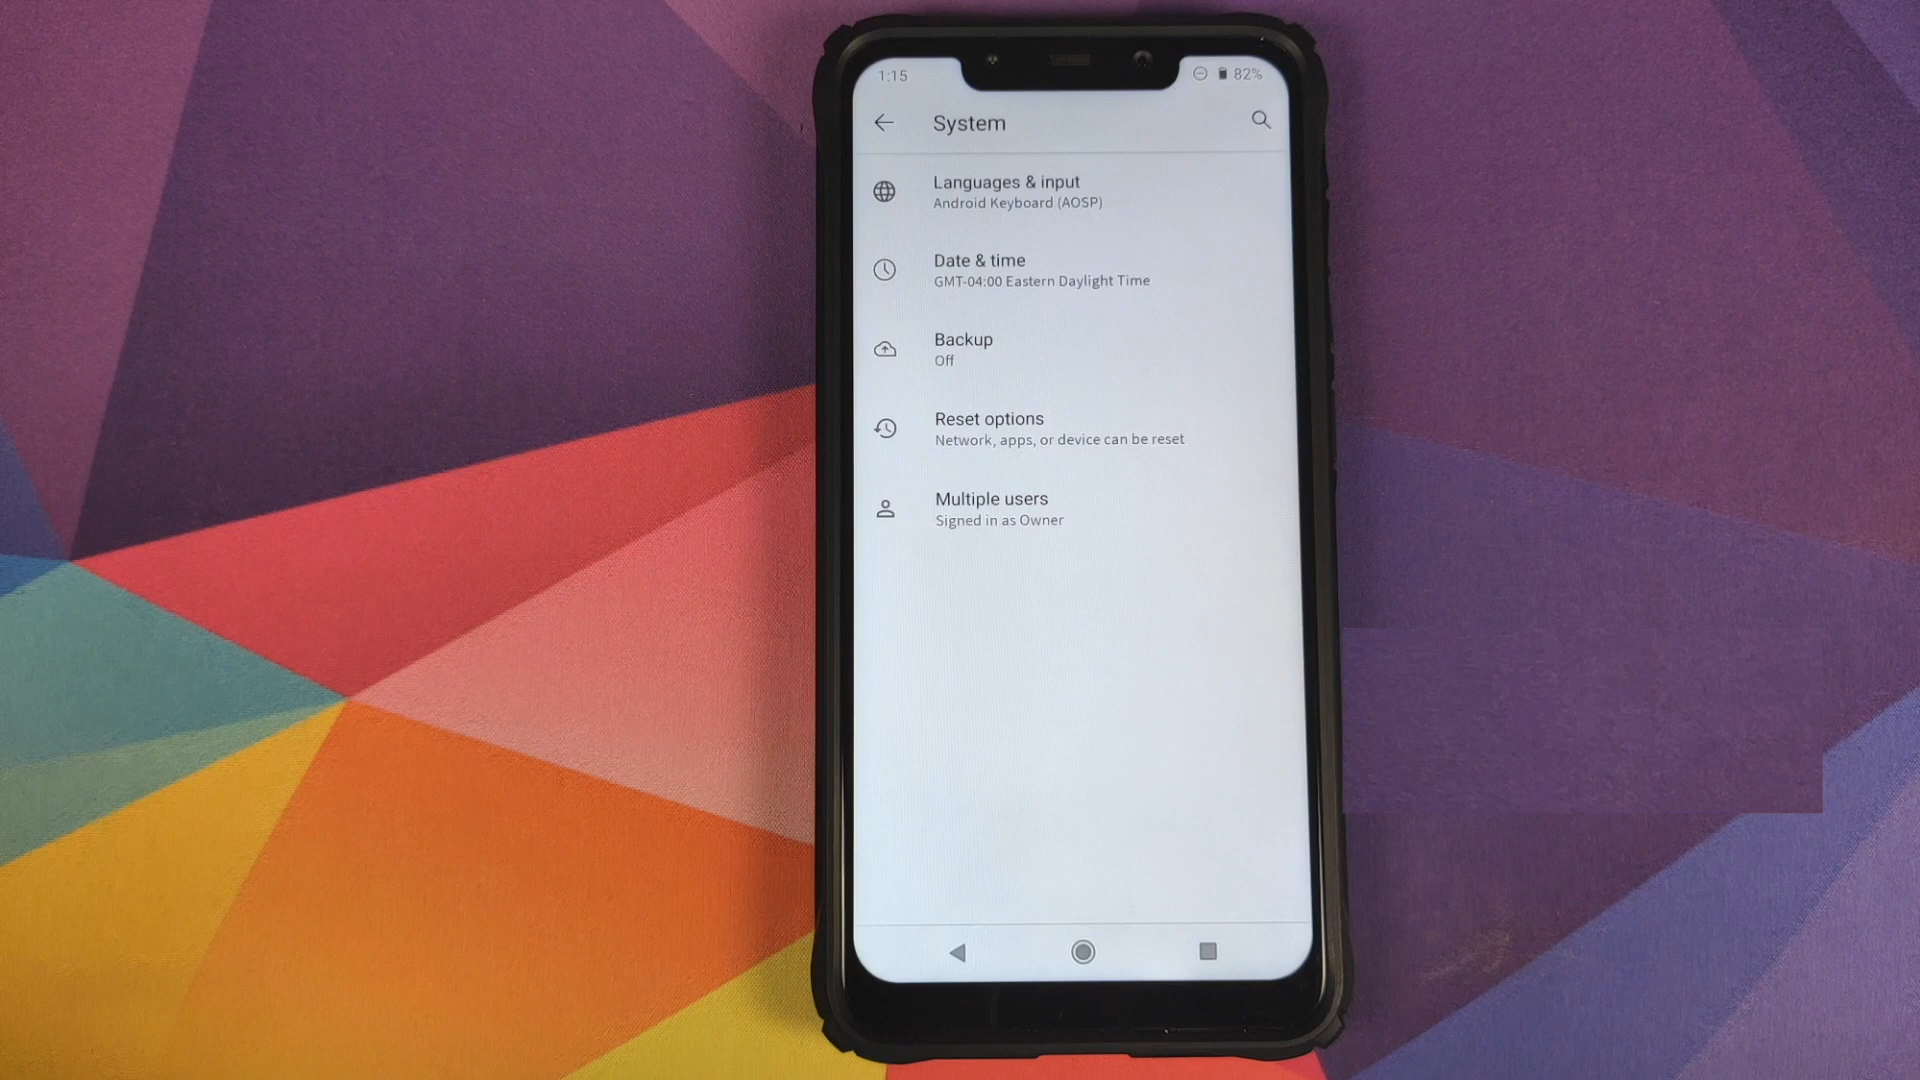 1:15
82%
System
Languages & input
Android Keyboard (AOSP)
Date & time
GMT-04:00 Eastern Daylight Time
Backup
Off
Reset options
Network, apps, or device can be reset
Multiple users
Signed in as Owner